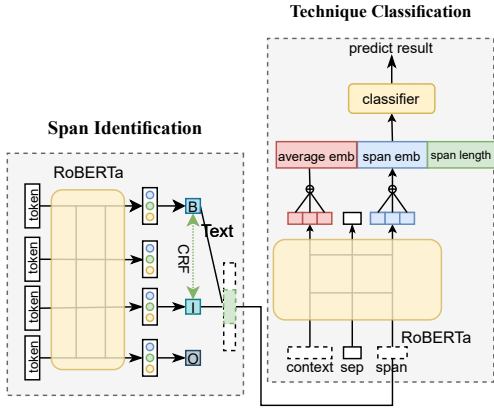 Technique Classification
predict result
classifier
average emb span emb span length
RoBERTa
context sep span
Span Identification
RoBERTa
token
token
token
token
B
I
O
Text
CRF